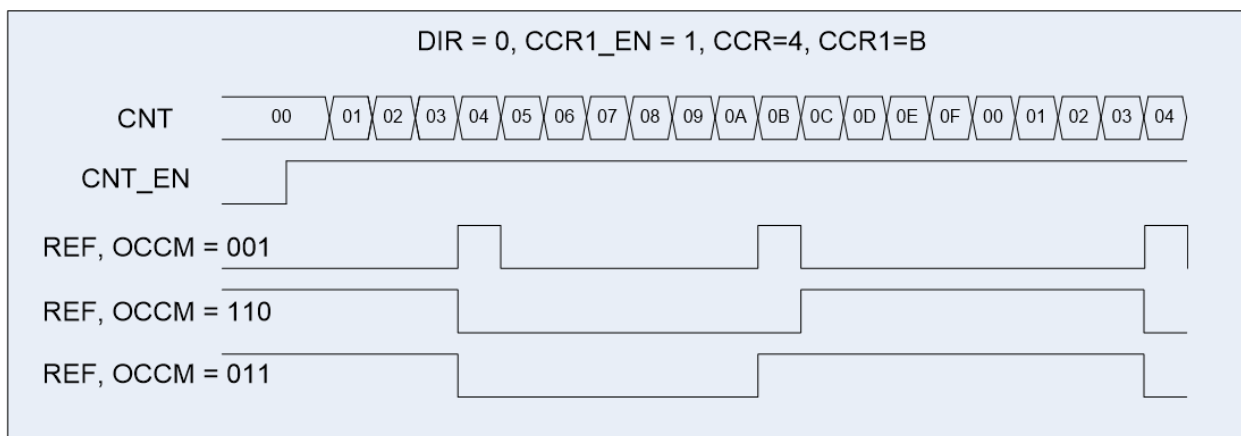 DIR = 0, CCR1_EN = 1, CCR=4, CCR1=B
CNT 00 01 02 03 04 05 06 07 08 09 0A 0B 0C 0D 0E 0F 00 01 02 03 04
CNT_EN
REF, OCCM = 001
REF, OCCM = 110
REF, OCCM = 011